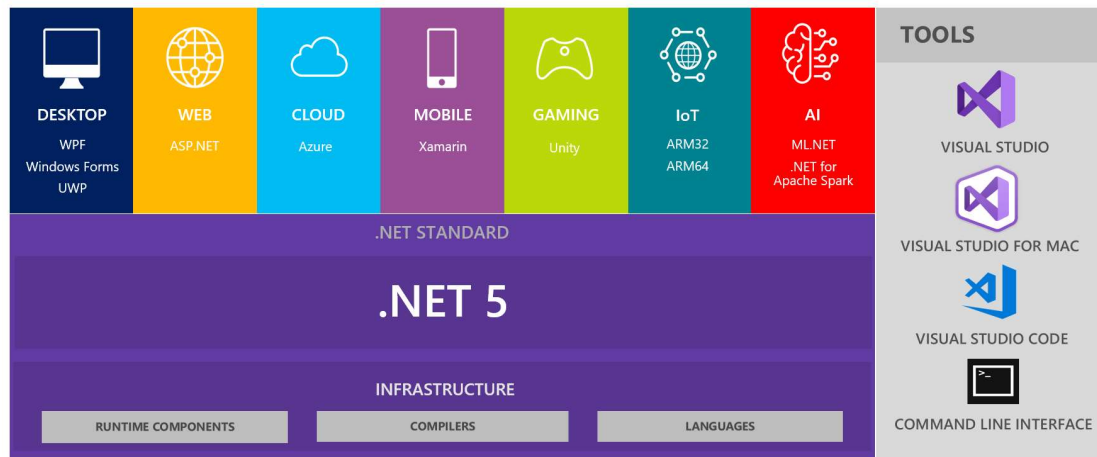 DESKTOP
WPF
Windows Forms
UWP
WEB
ASP.NET
CLOUD
Azure
MOBILE
Xamarin
GAMING
Unity
IoT
ARM32
ARM64
AI
ML.NET
.NET for
Apache Spark
.NET STANDARD
.NET 5
INFRASTRUCTURE
RUNTIME COMPONENTS
COMPILERS
LANGUAGES
TOOLS
VISUAL STUDIO
VISUAL STUDIO FOR MAC
VISUAL STUDIO CODE
>_
COMMAND LINE INTERFACE